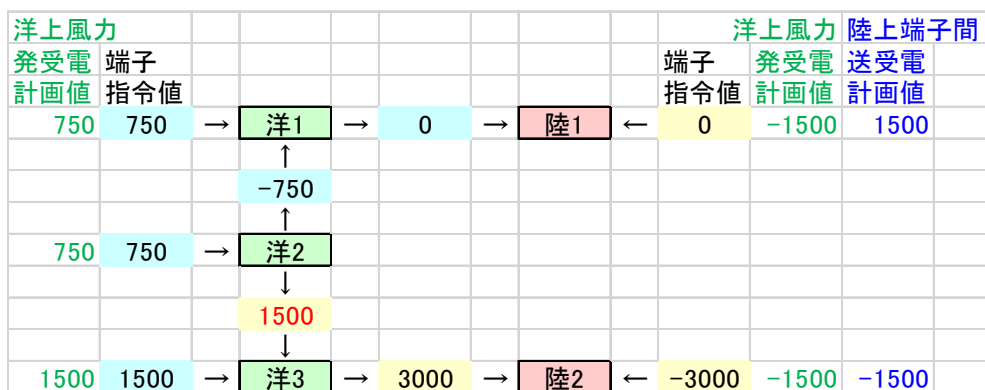 洋上風力 洋上風力 陸上端子間
発受電 端子 端子 発受電 送受電
計画値 指令値 指令値 計画値 計画値
750 750 → 洋1 → 0 → 陸1 ← 0 -1500 1500
↑
-750
↑
750 750 → 洋2
↓
1500
↓
1500 1500 → 洋3 → 3000 → 陸2 ← -3000 -1500 -1500